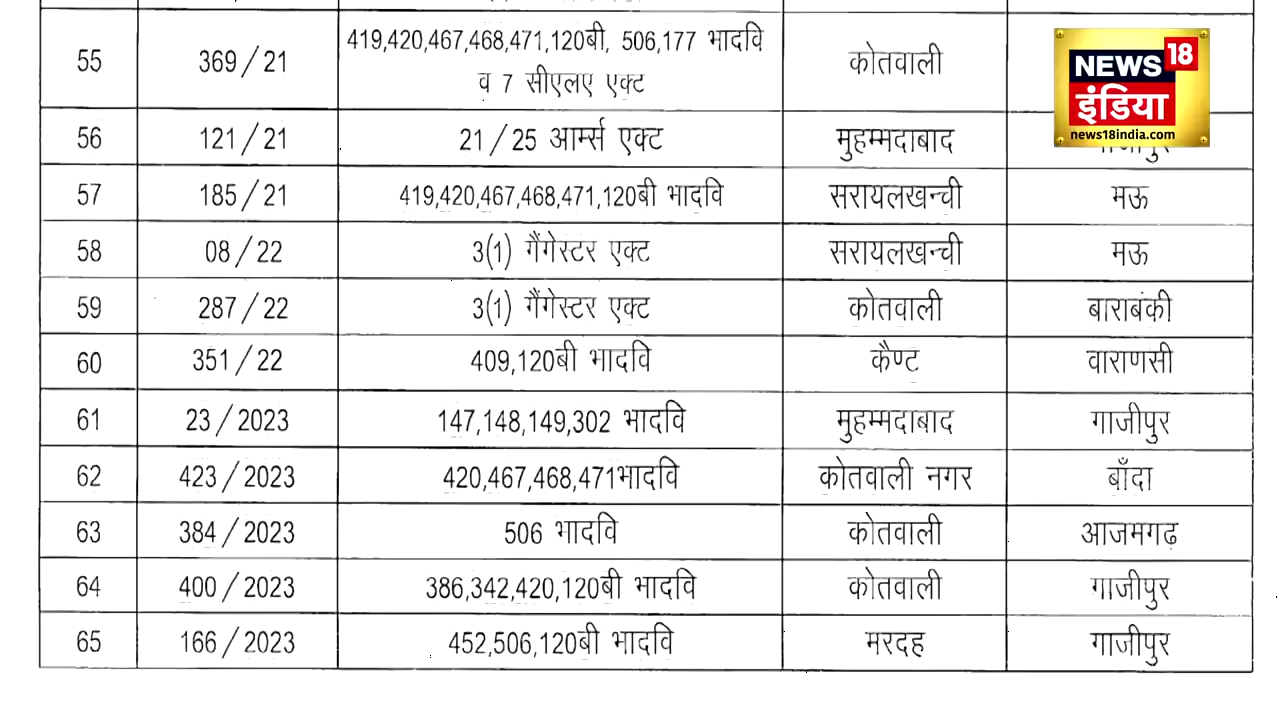 55 369/21 419,420,467,468,471,120बी, 506,177 भादवि कोतवाली
व 7 सीएलए एक्ट
NEWS 18
इंडिया
news18india.com
56 121/21 21/25 आर्म्स एक्ट मुहम्मदाबाद
57 185/21 419,420,467,468,471,120बी भादवि सरायलखन्ची मऊ
58 08/22 3(1) गैंगेस्टर एक्ट सरायलखन्ची मऊ
59 287/22 3(1) गैंगेस्टर एक्ट कोतवाली बाराबंकी
60 351/22 409,120बी भादवि कैण्ट वाराणसी
61 23/2023 147,148,149,302 भादवि मुहम्मदाबाद गाजीपुर
62 423/2023 420,467,468,471भादवि कोतवाली नगर बाँदा
63 384/2023 506 भादवि कोतवाली आजमगढ़
64 400/2023 386,342,420,120बी भादवि कोतवाली गाजीपुर
65 166/2023 452,506,120बी भादवि मरदह गाजीपुर